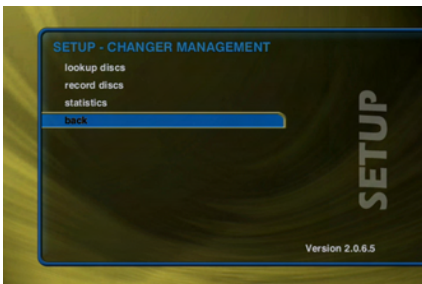 SETUP - CHANGER MANAGEMENT
lookup discs
record discs
statistics
back
SETUP
Version 2.0.6.5